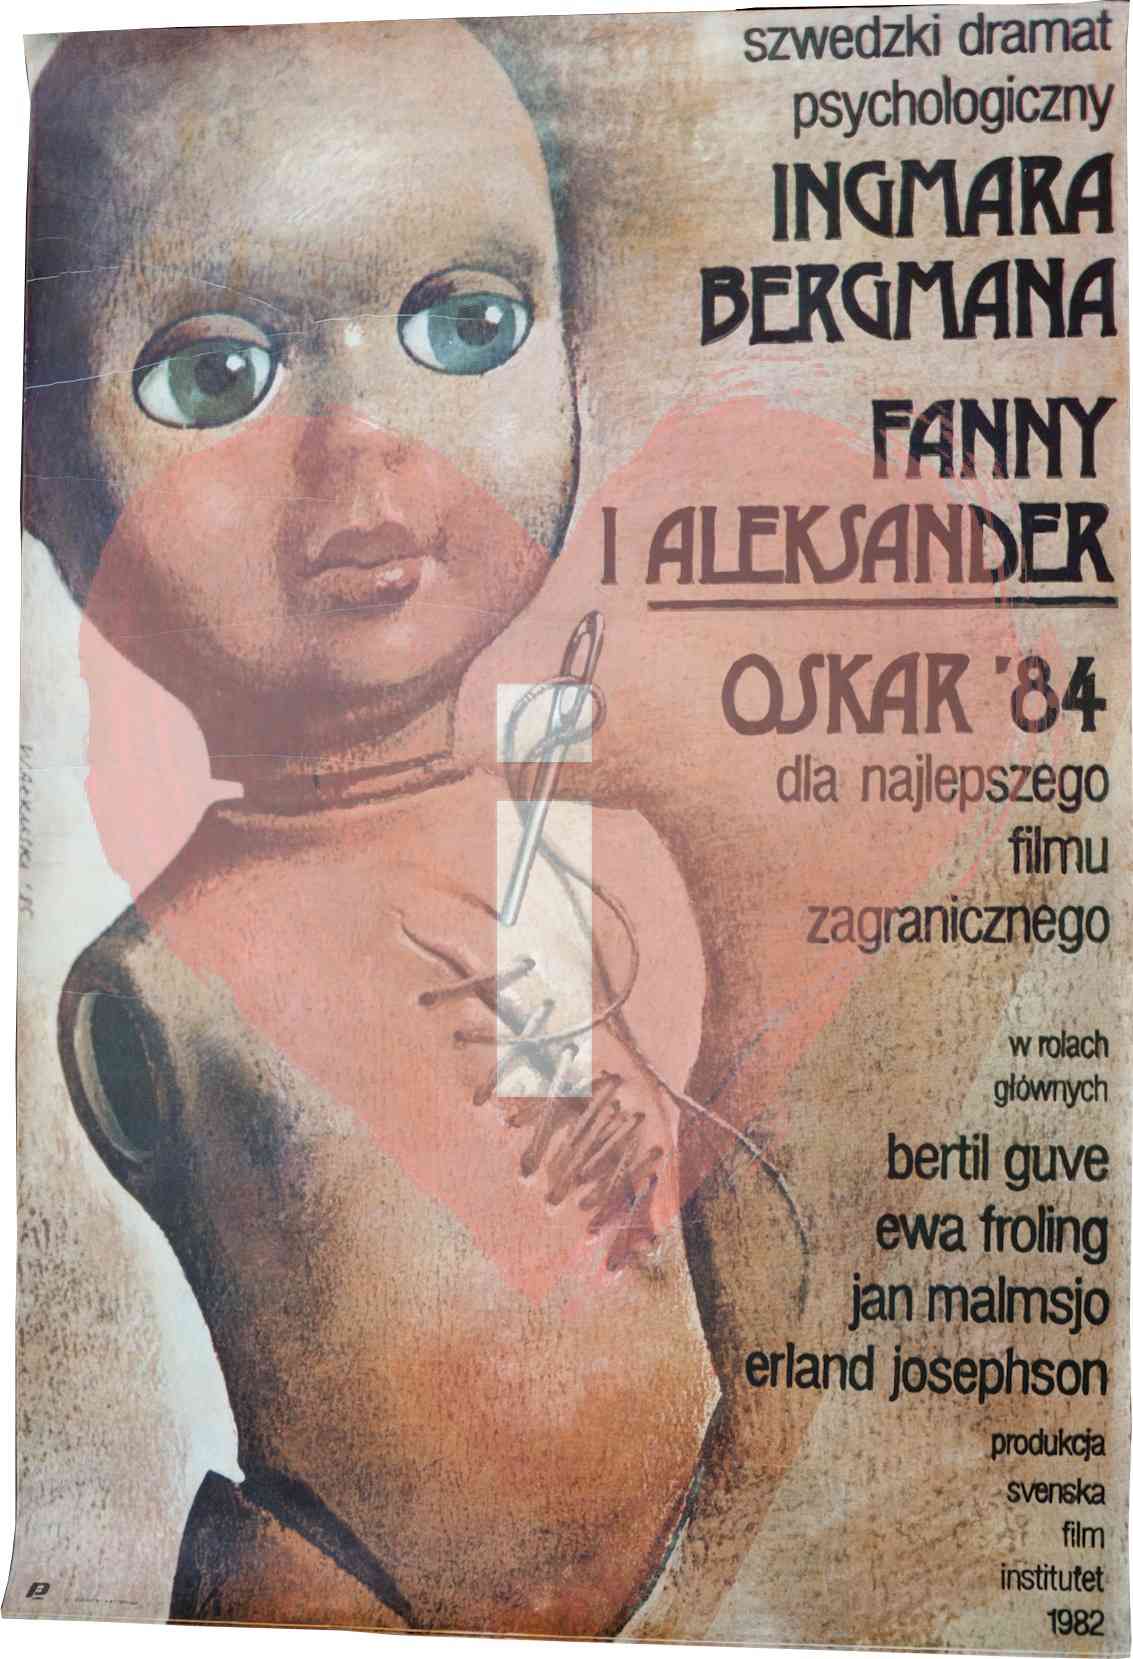 szwedzki dramat
psychologiczny
INGMARA
BERGMANA
FANNY
I ALEKSANDER
OSKAR '84
dla najlepszego
filmu
zagranicznego
w rolach
głównych
bertil guve
ewa froling
jan malmsjo
erland josephson
produkcja
svenska
film
institutet
1982
i